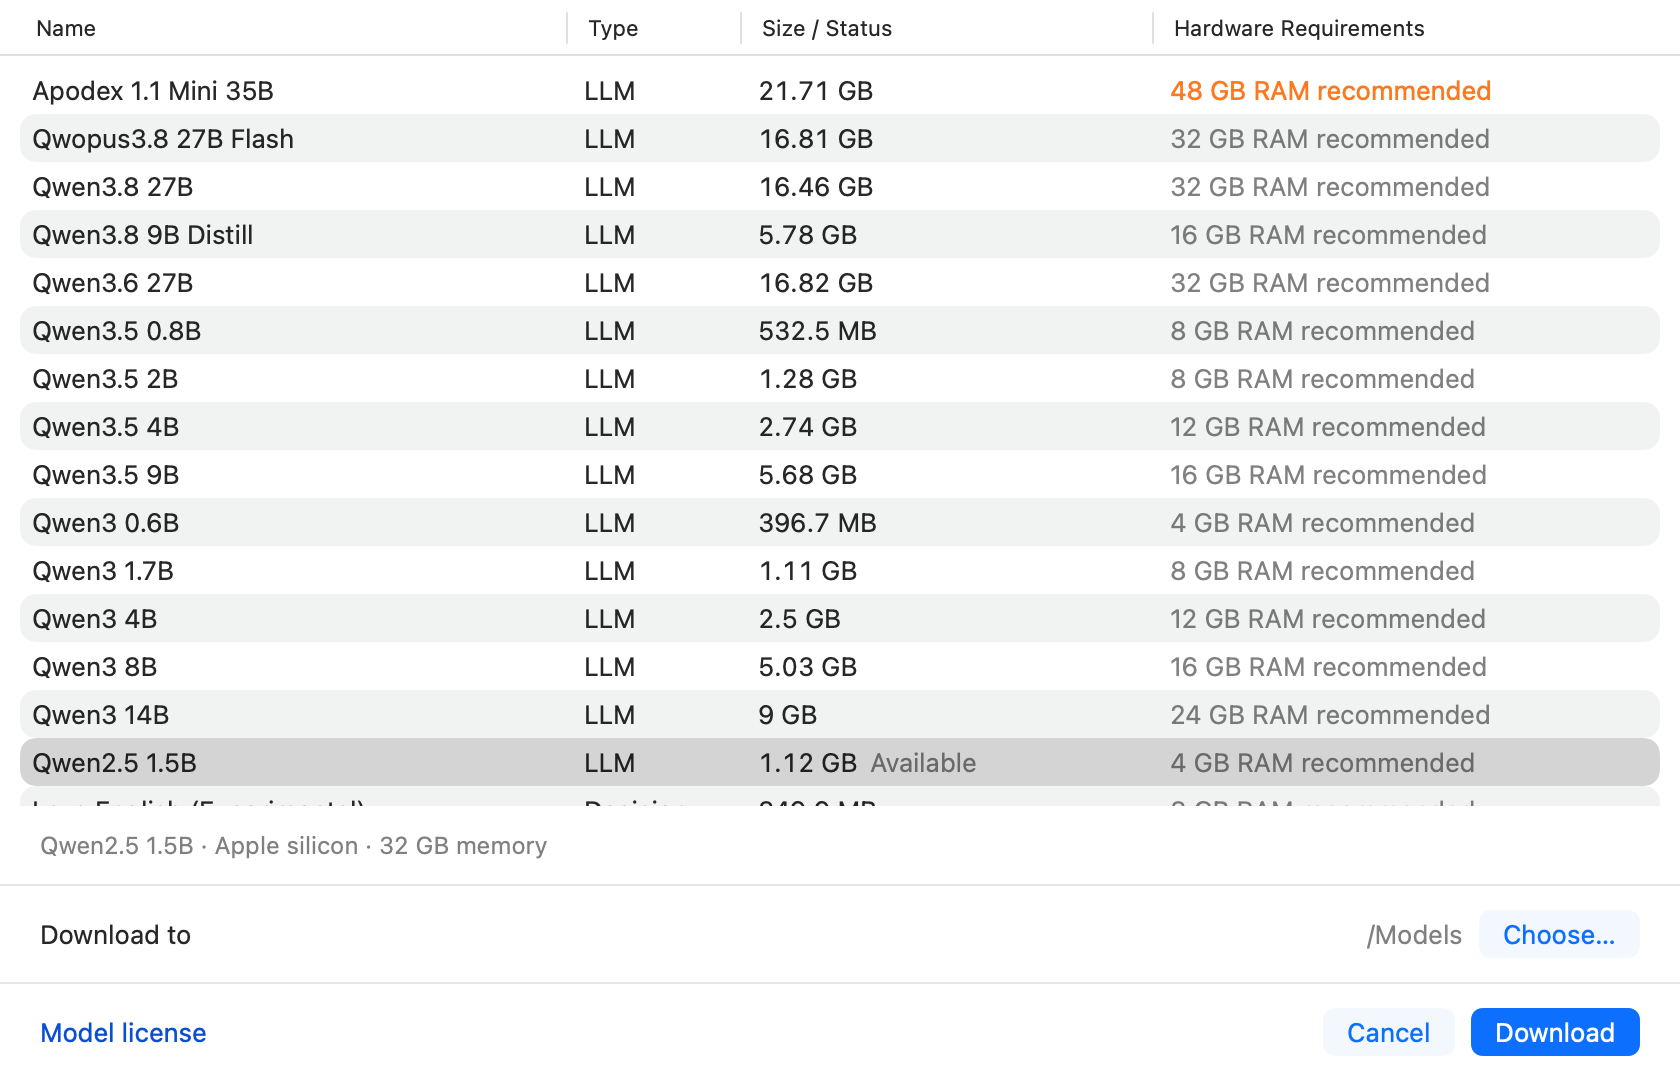 Name Type Size / Status Hardware Requirements
Apodex 1.1 Mini 35B LLM 21.71 GB 48 GB RAM recommended
Qwopus3.8 27B Flash LLM 16.81 GB 32 GB RAM recommended
Qwen3.8 27B LLM 16.46 GB 32 GB RAM recommended
Qwen3.8 9B Distill LLM 5.78 GB 16 GB RAM recommended
Qwen3.6 27B LLM 16.82 GB 32 GB RAM recommended
Qwen3.5 0.8B LLM 532.5 MB 8 GB RAM recommended
Qwen3.5 2B LLM 1.28 GB 8 GB RAM recommended
Qwen3.5 4B LLM 2.74 GB 12 GB RAM recommended
Qwen3.5 9B LLM 5.68 GB 16 GB RAM recommended
Qwen3 0.6B LLM 396.7 MB 4 GB RAM recommended
Qwen3 1.7B LLM 1.11 GB 8 GB RAM recommended
Qwen3 4B LLM 2.5 GB 12 GB RAM recommended
Qwen3 8B LLM 5.03 GB 16 GB RAM recommended
Qwen3 14B LLM 9 GB 24 GB RAM recommended
Qwen2.5 1.5B LLM 1.12 GB Available 4 GB RAM recommended
English (Experimental) GB RAM recommended
Qwen2.5 1.5B · Apple silicon · 32 GB memory
Download to /Models Choose...
Model license Cancel Download